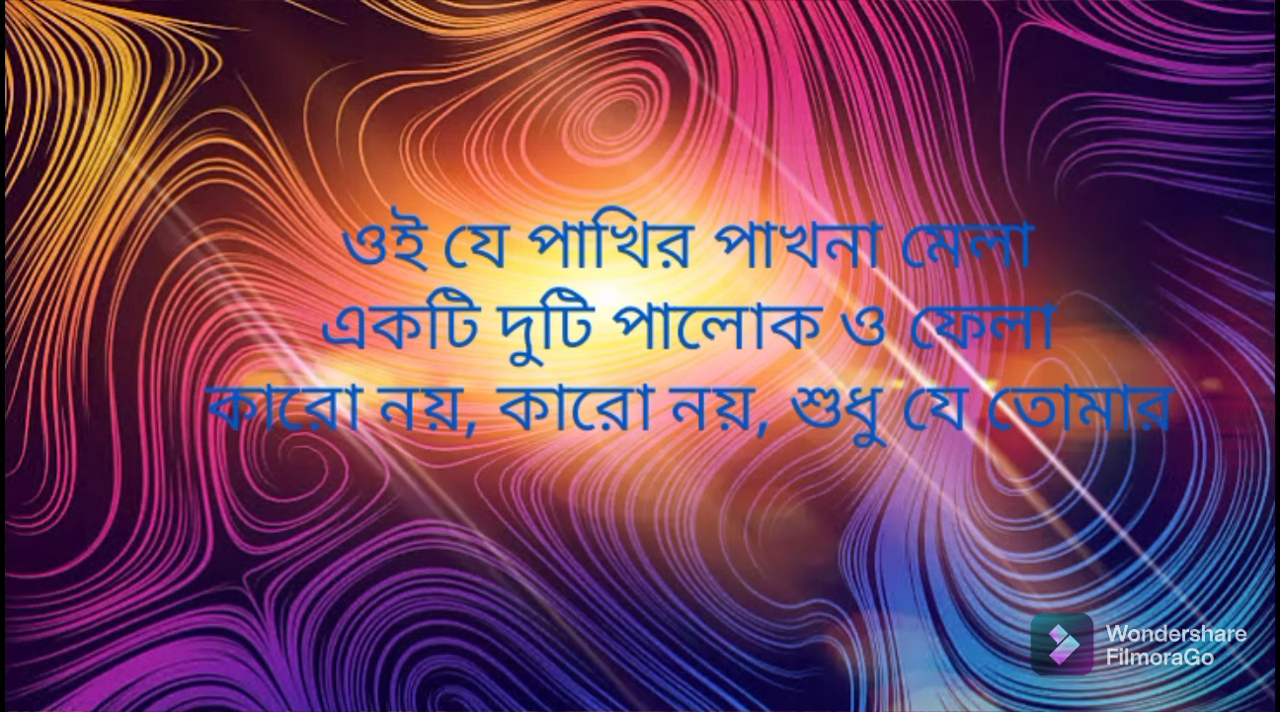 ওই যে পাখির পাখনা মেলা
একটি দুটি পালোক ও ফেলা
কারো নয়, কারো নয়, শুধু যে তোমার
Wondershare
FilmoraGo